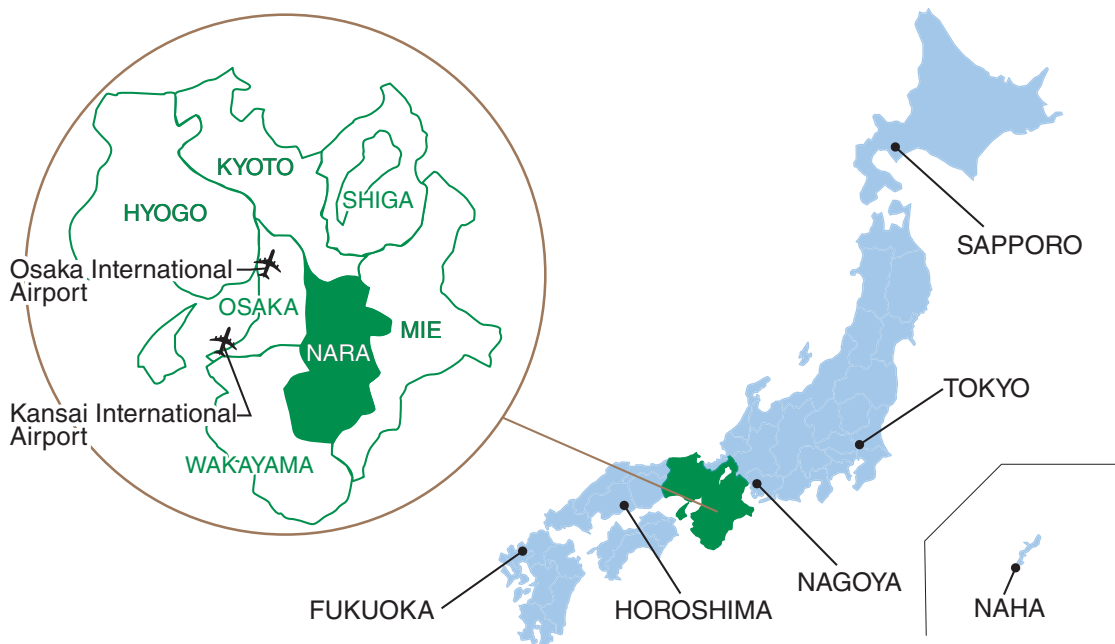 KYOTO
SHIGA
HYOGO
Osaka International
Airport
OSAKA
MIE
NARA
Kansai International
Airport
WAKAYAMA
SAPPORO
TOKYO
NAGOYA
HOROSHIMA
FUKUOKA
NAHA